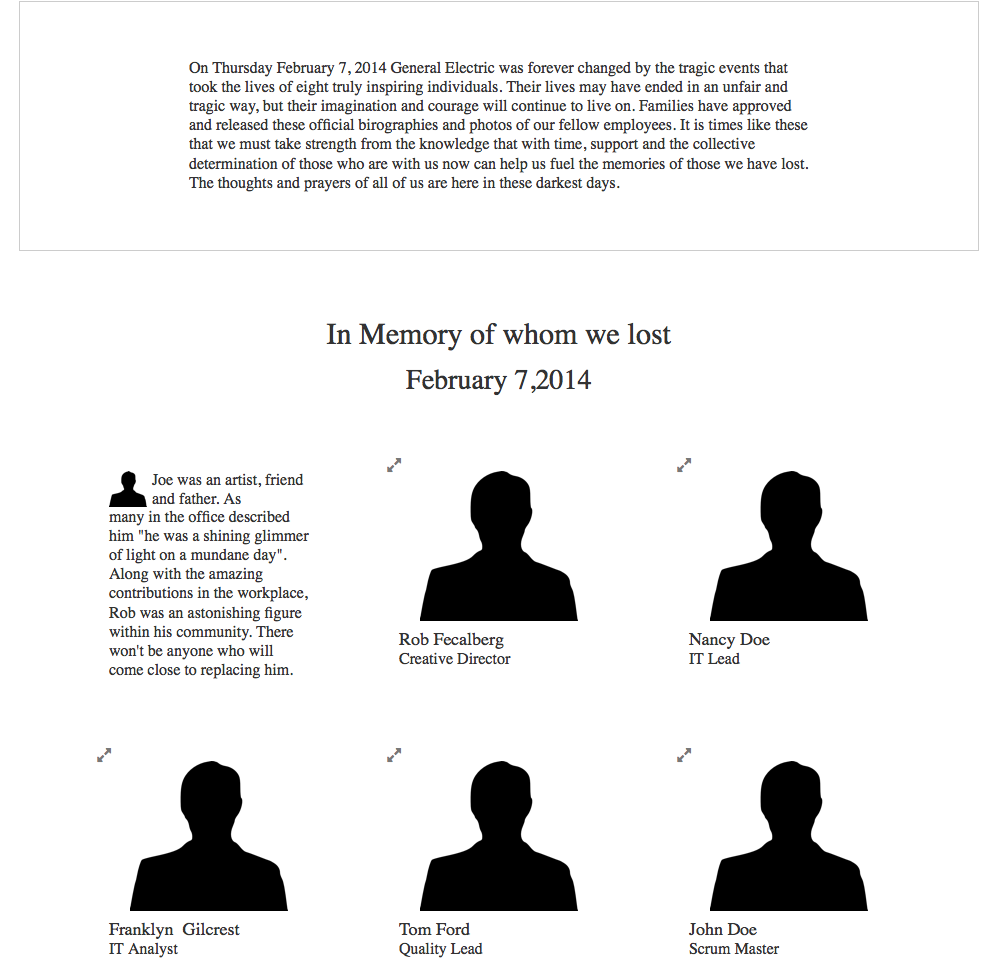 On Thursday February 7, 2014 General Electric was forever changed by the tragic events that
took the lives of eight truly inspiring individuals. Their lives may have ended in an unfair and
tragic way, but their imagination and courage will continue to live on. Families have approved
and released these official birographies and photos of our fellow employees. It is times like these
that we must take strength from the knowledge that with time, support and the collective
determination of those who are with us now can help us fuel the memories of those we have lost.
The thoughts and prayers of all of us are here in these darkest days.
In Memory of whom we lost
February 7,2014
Joe was an artist, friend
and father. As
many in the office described
him "he was a shining glimmer
of light on a mundane day".
Along with the amazing
contributions in the workplace,
Rob was an astonishing figure
within his community. There
won't be anyone who will
come close to replacing him.
Rob Fecalberg
Creative Director
Nancy Doe
IT Lead
Franklyn  Gilcrest
IT Analyst
Tom Ford
Quality Lead
John Doe
Scrum Master